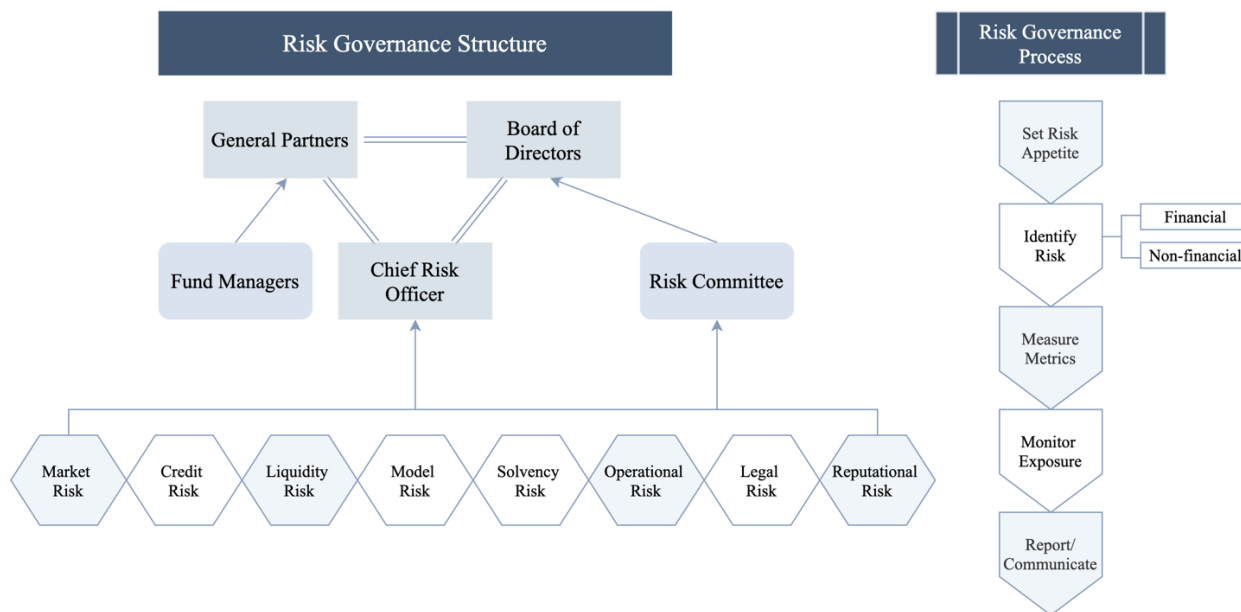 Risk Governance Structure
Risk Governance
Process
General Partners
Board of
Directors
Fund Managers
Chief Risk
Officer
Risk Committee
Market
Risk
Credit
Risk
Liquidity
Risk
Model
Risk
Solvency
Risk
Operational
Risk
Legal
Risk
Reputational
Risk
Set Risk
Appetite
Identify
Risk
Financial
Non-financial
Measure
Metrics
Monitor
Exposure
Report/
Communicate